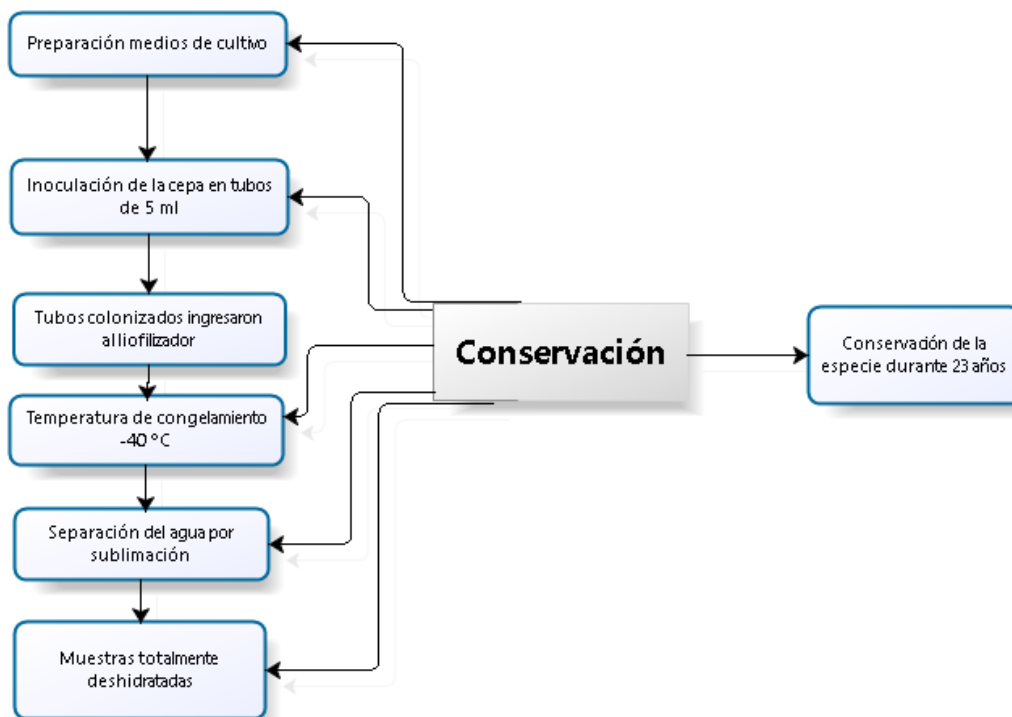 Preparación medios de cultivo
Inoculación de la cepa en tubos
de 5 ml
Tubos colonizados ingresaron
al liofilizador
Temperatura de congelamiento
-40 °C
Separación del agua por
sublimación
Muestras totalmente
deshidratadas
Conservación
Conservación de la
especie durante 23 años